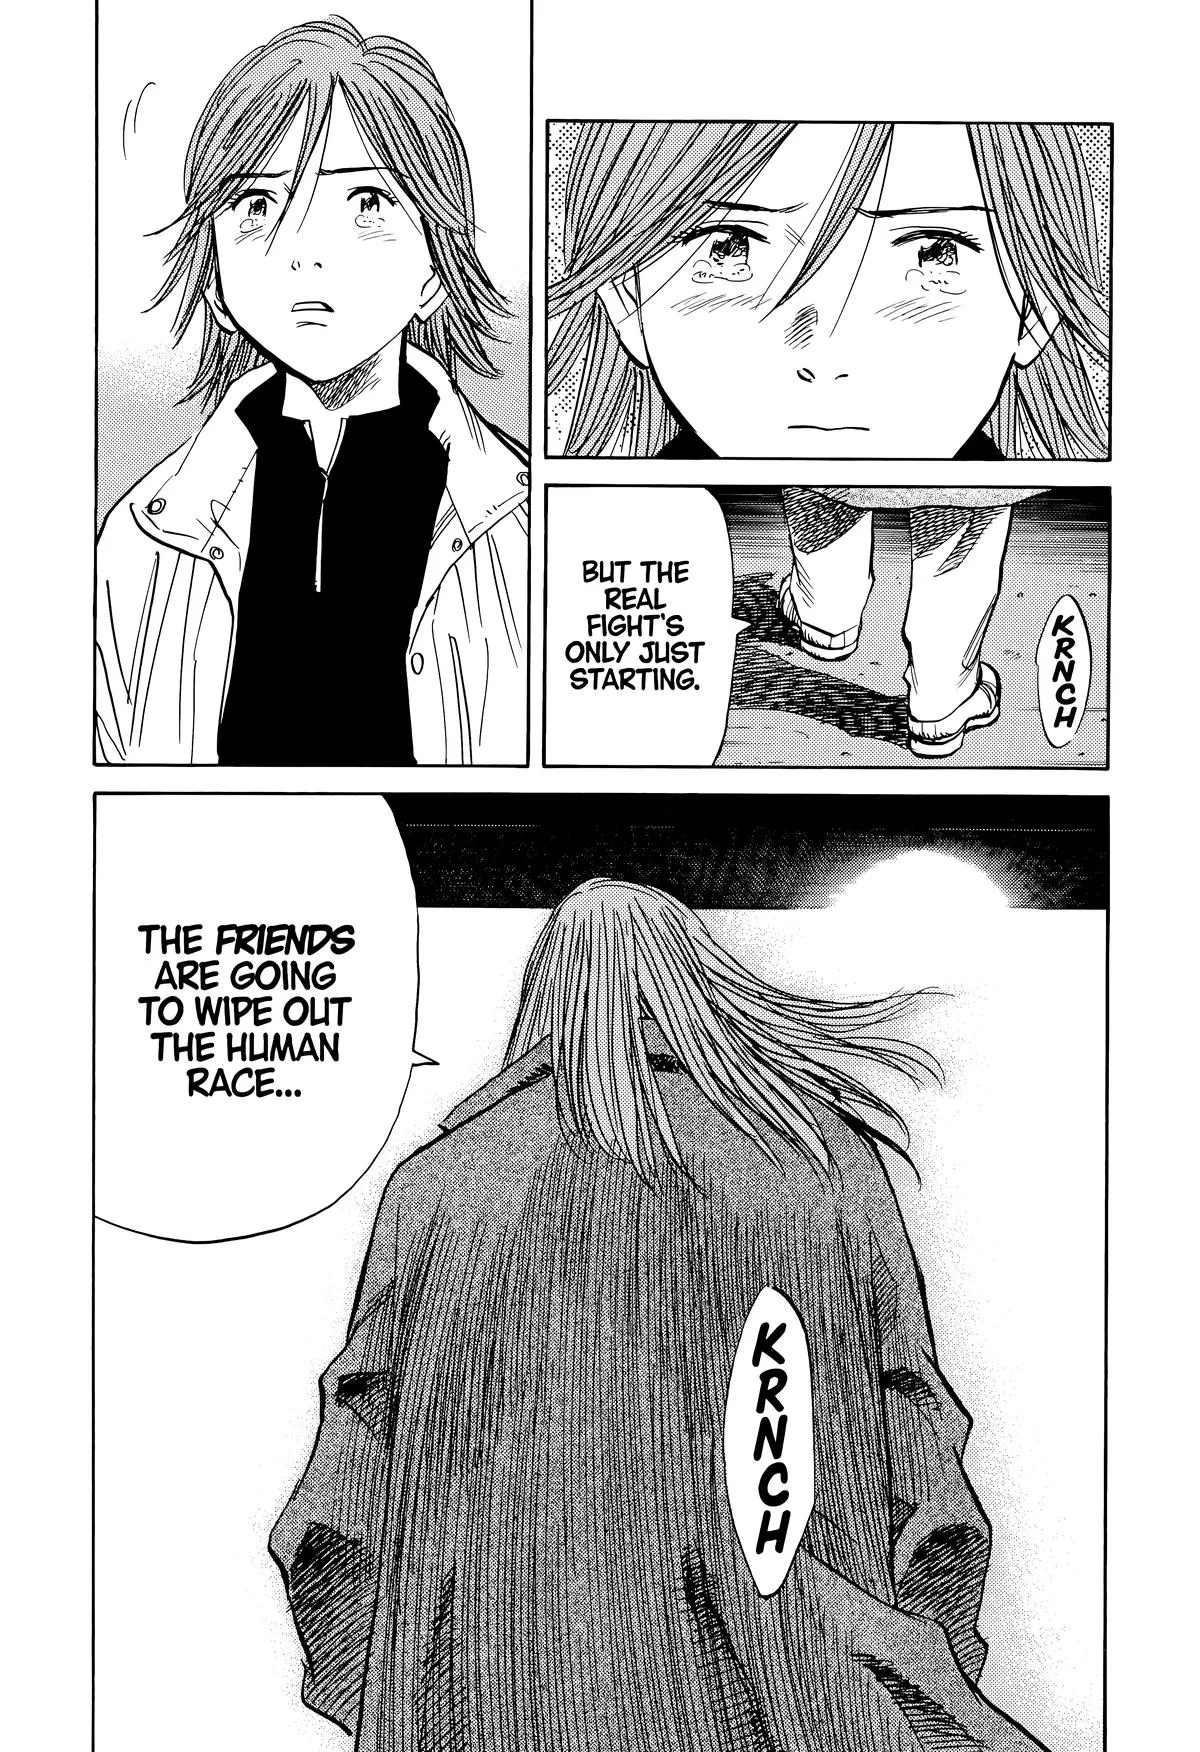 BUT THE
REAL
FIGHT'S
ONLY JUST
STARTING.
KRNCH
THE FRIENDS
ARE GOING
TO WIPE OUT
THE HUMAN
RACE...
KRNCH